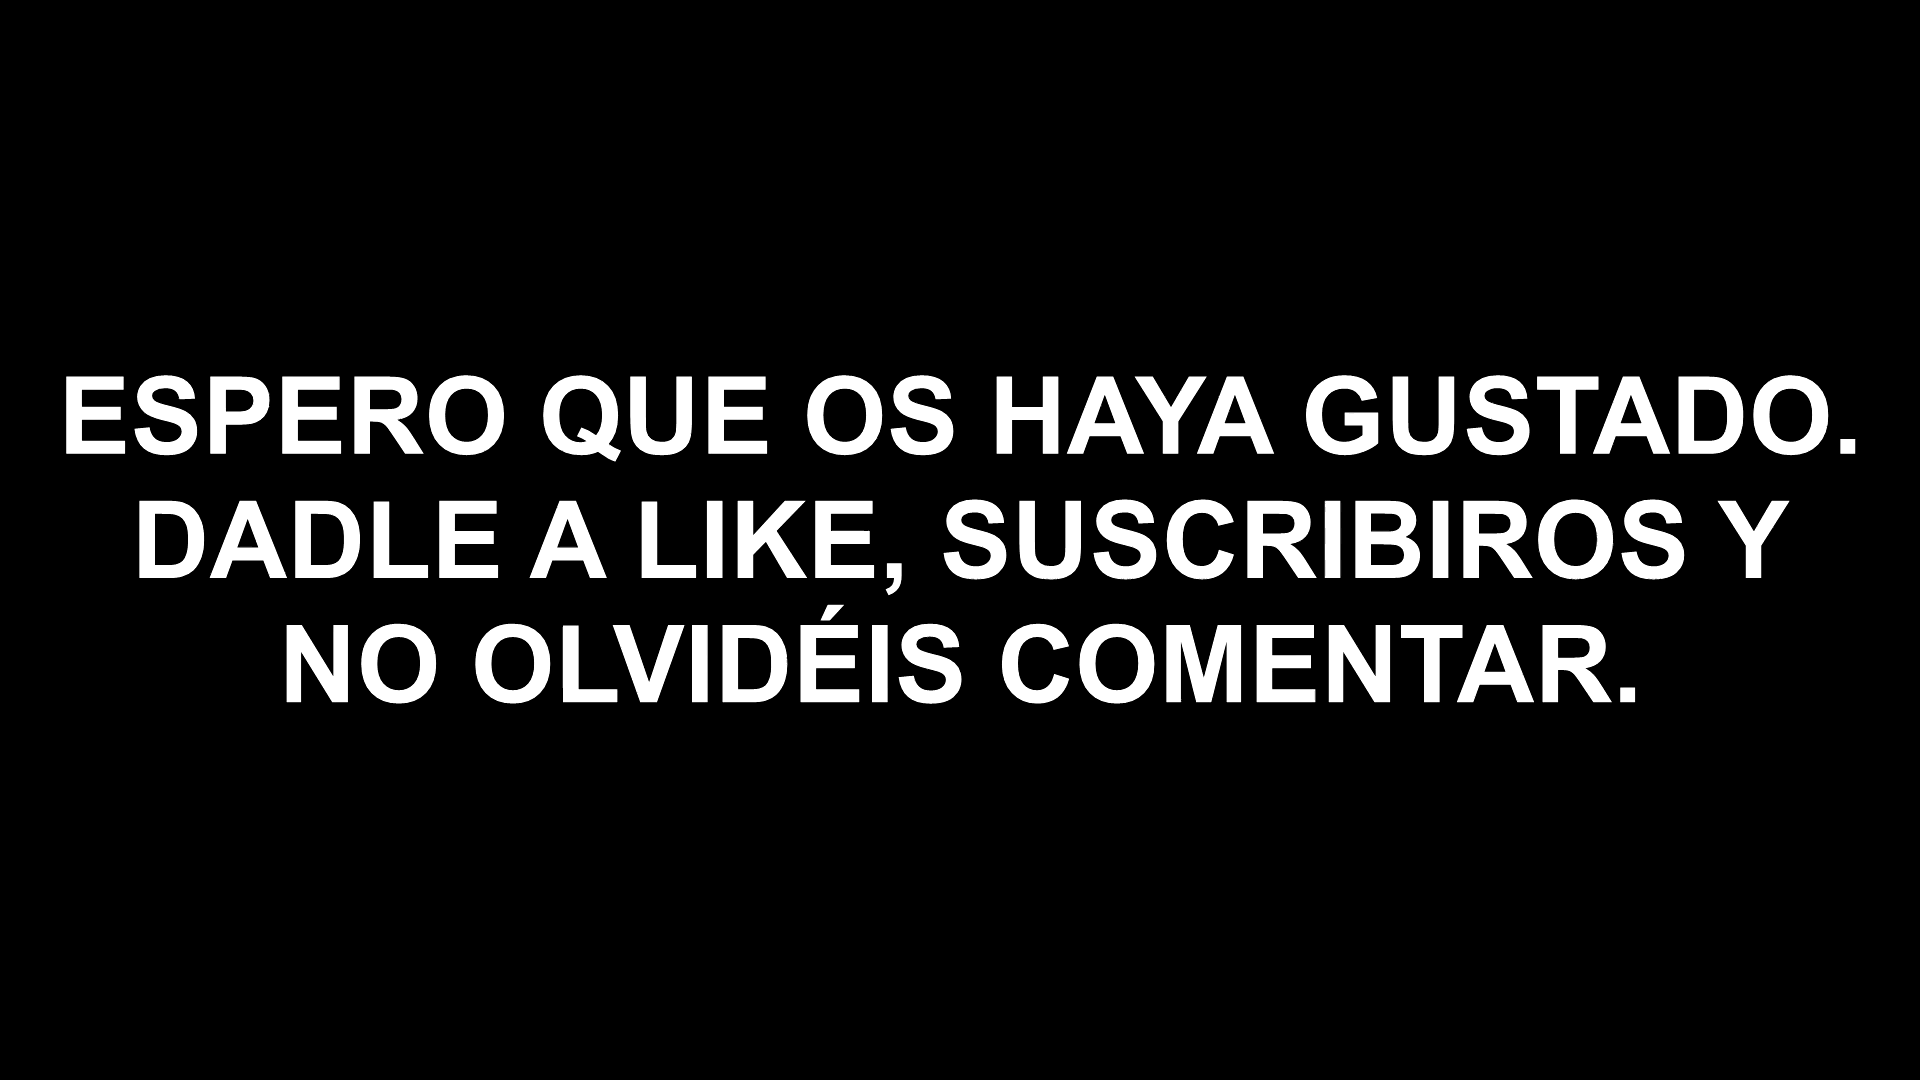 ESPERO QUE OS HAYA GUSTADO.
DADLE A LIKE, SUSCRIBIROS Y
NO OLVIDÉIS COMENTAR.